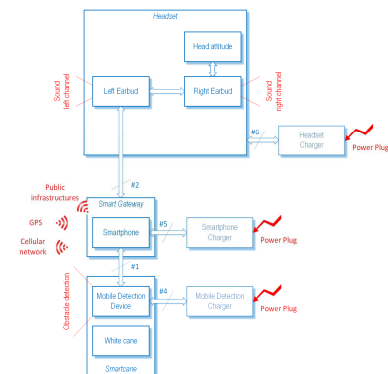 Headset
Head attitude
Sound
left channel
Left Earbud
Right Earbud
Sound
right channel
#6
Headset
Charger
Power Plug
#2
Public
infrastructures
Smart Gateway
GPS
Smartphone
#5
Smartphone
Charger
Cellular
network
Power Plug
#1
Obstacle detection
Mobile Detection
Device
#4
Mobile Detection
Charger
Power Plug
White cane
Smartcane